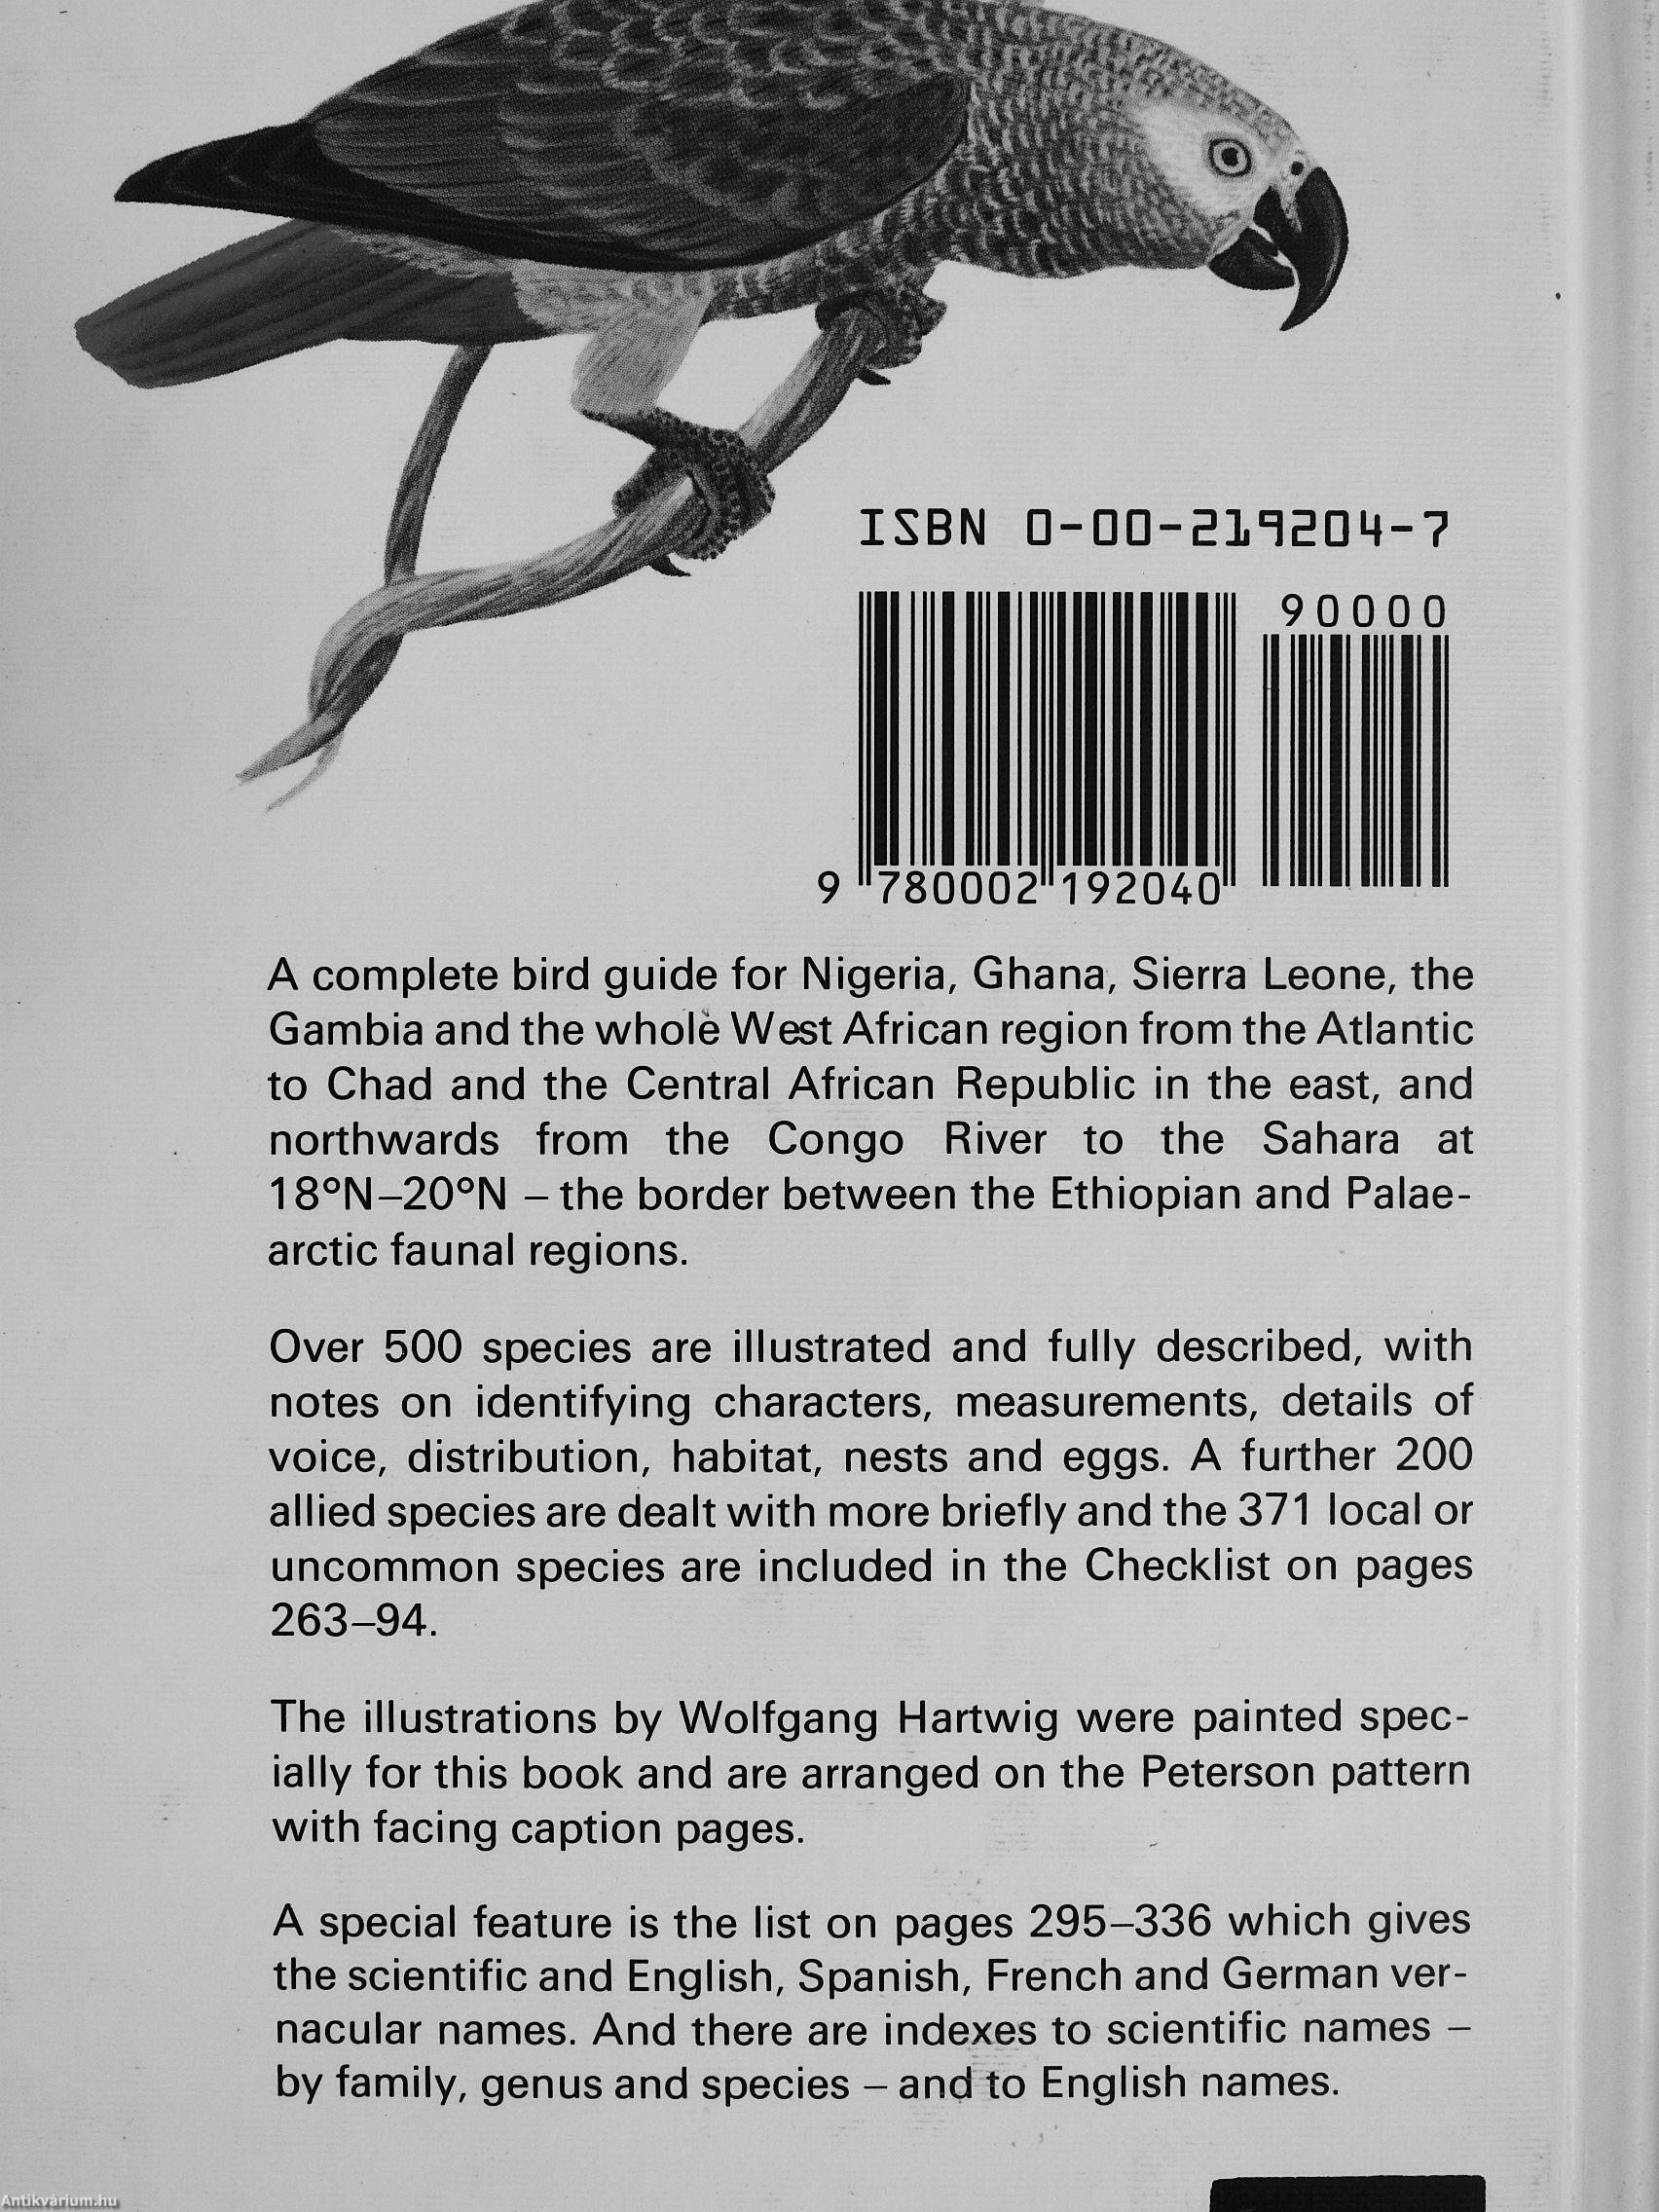 ISBN 0-00-219204-7
90000
9 780002 192040
A complete bird guide for Nigeria, Ghana, Sierra Leone, the
Gambia and the whole West African region from the Atlantic
to Chad and the Central African Republic in the east, and
northwards from the Congo River to the Sahara at
18°N–20°N – the border between the Ethiopian and Palae-
arctic faunal regions.
Over 500 species are illustrated and fully described, with
notes on identifying characters, measurements, details of
voice, distribution, habitat, nests and eggs. A further 200
allied species are dealt with more briefly and the 371 local or
uncommon species are included in the Checklist on pages
263–94.
The illustrations by Wolfgang Hartwig were painted spec-
ially for this book and are arranged on the Peterson pattern
with facing caption pages.
A special feature is the list on pages 295–336 which gives
the scientific and English, Spanish, French and German ver-
nacular names. And there are indexes to scientific names –
by family, genus and species – and to English names.
Antikvárium.hu